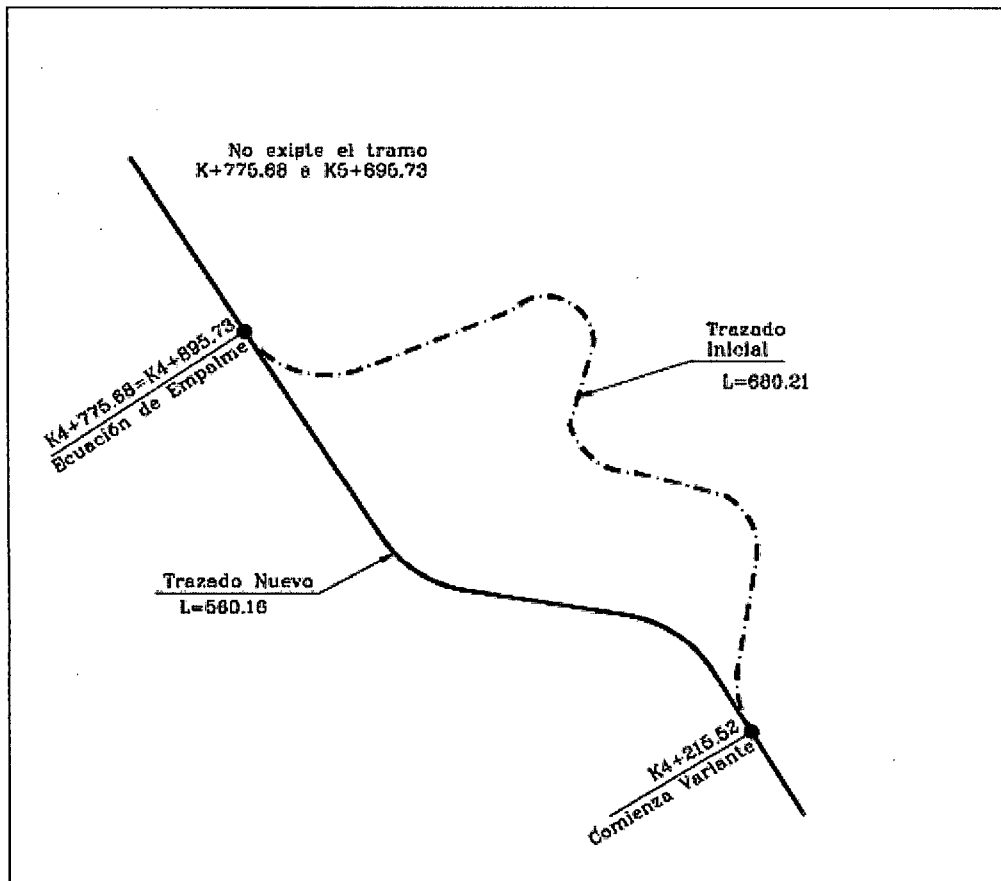 No existe el tramo
K+775.68 a K5+695.73
Trazado
Inicial
L=680.21
K4+775.68=K4+895.73
Ecuación de Empalme
Trazado Nuevo
L=560.16
K4+215.52
Comienza Variante